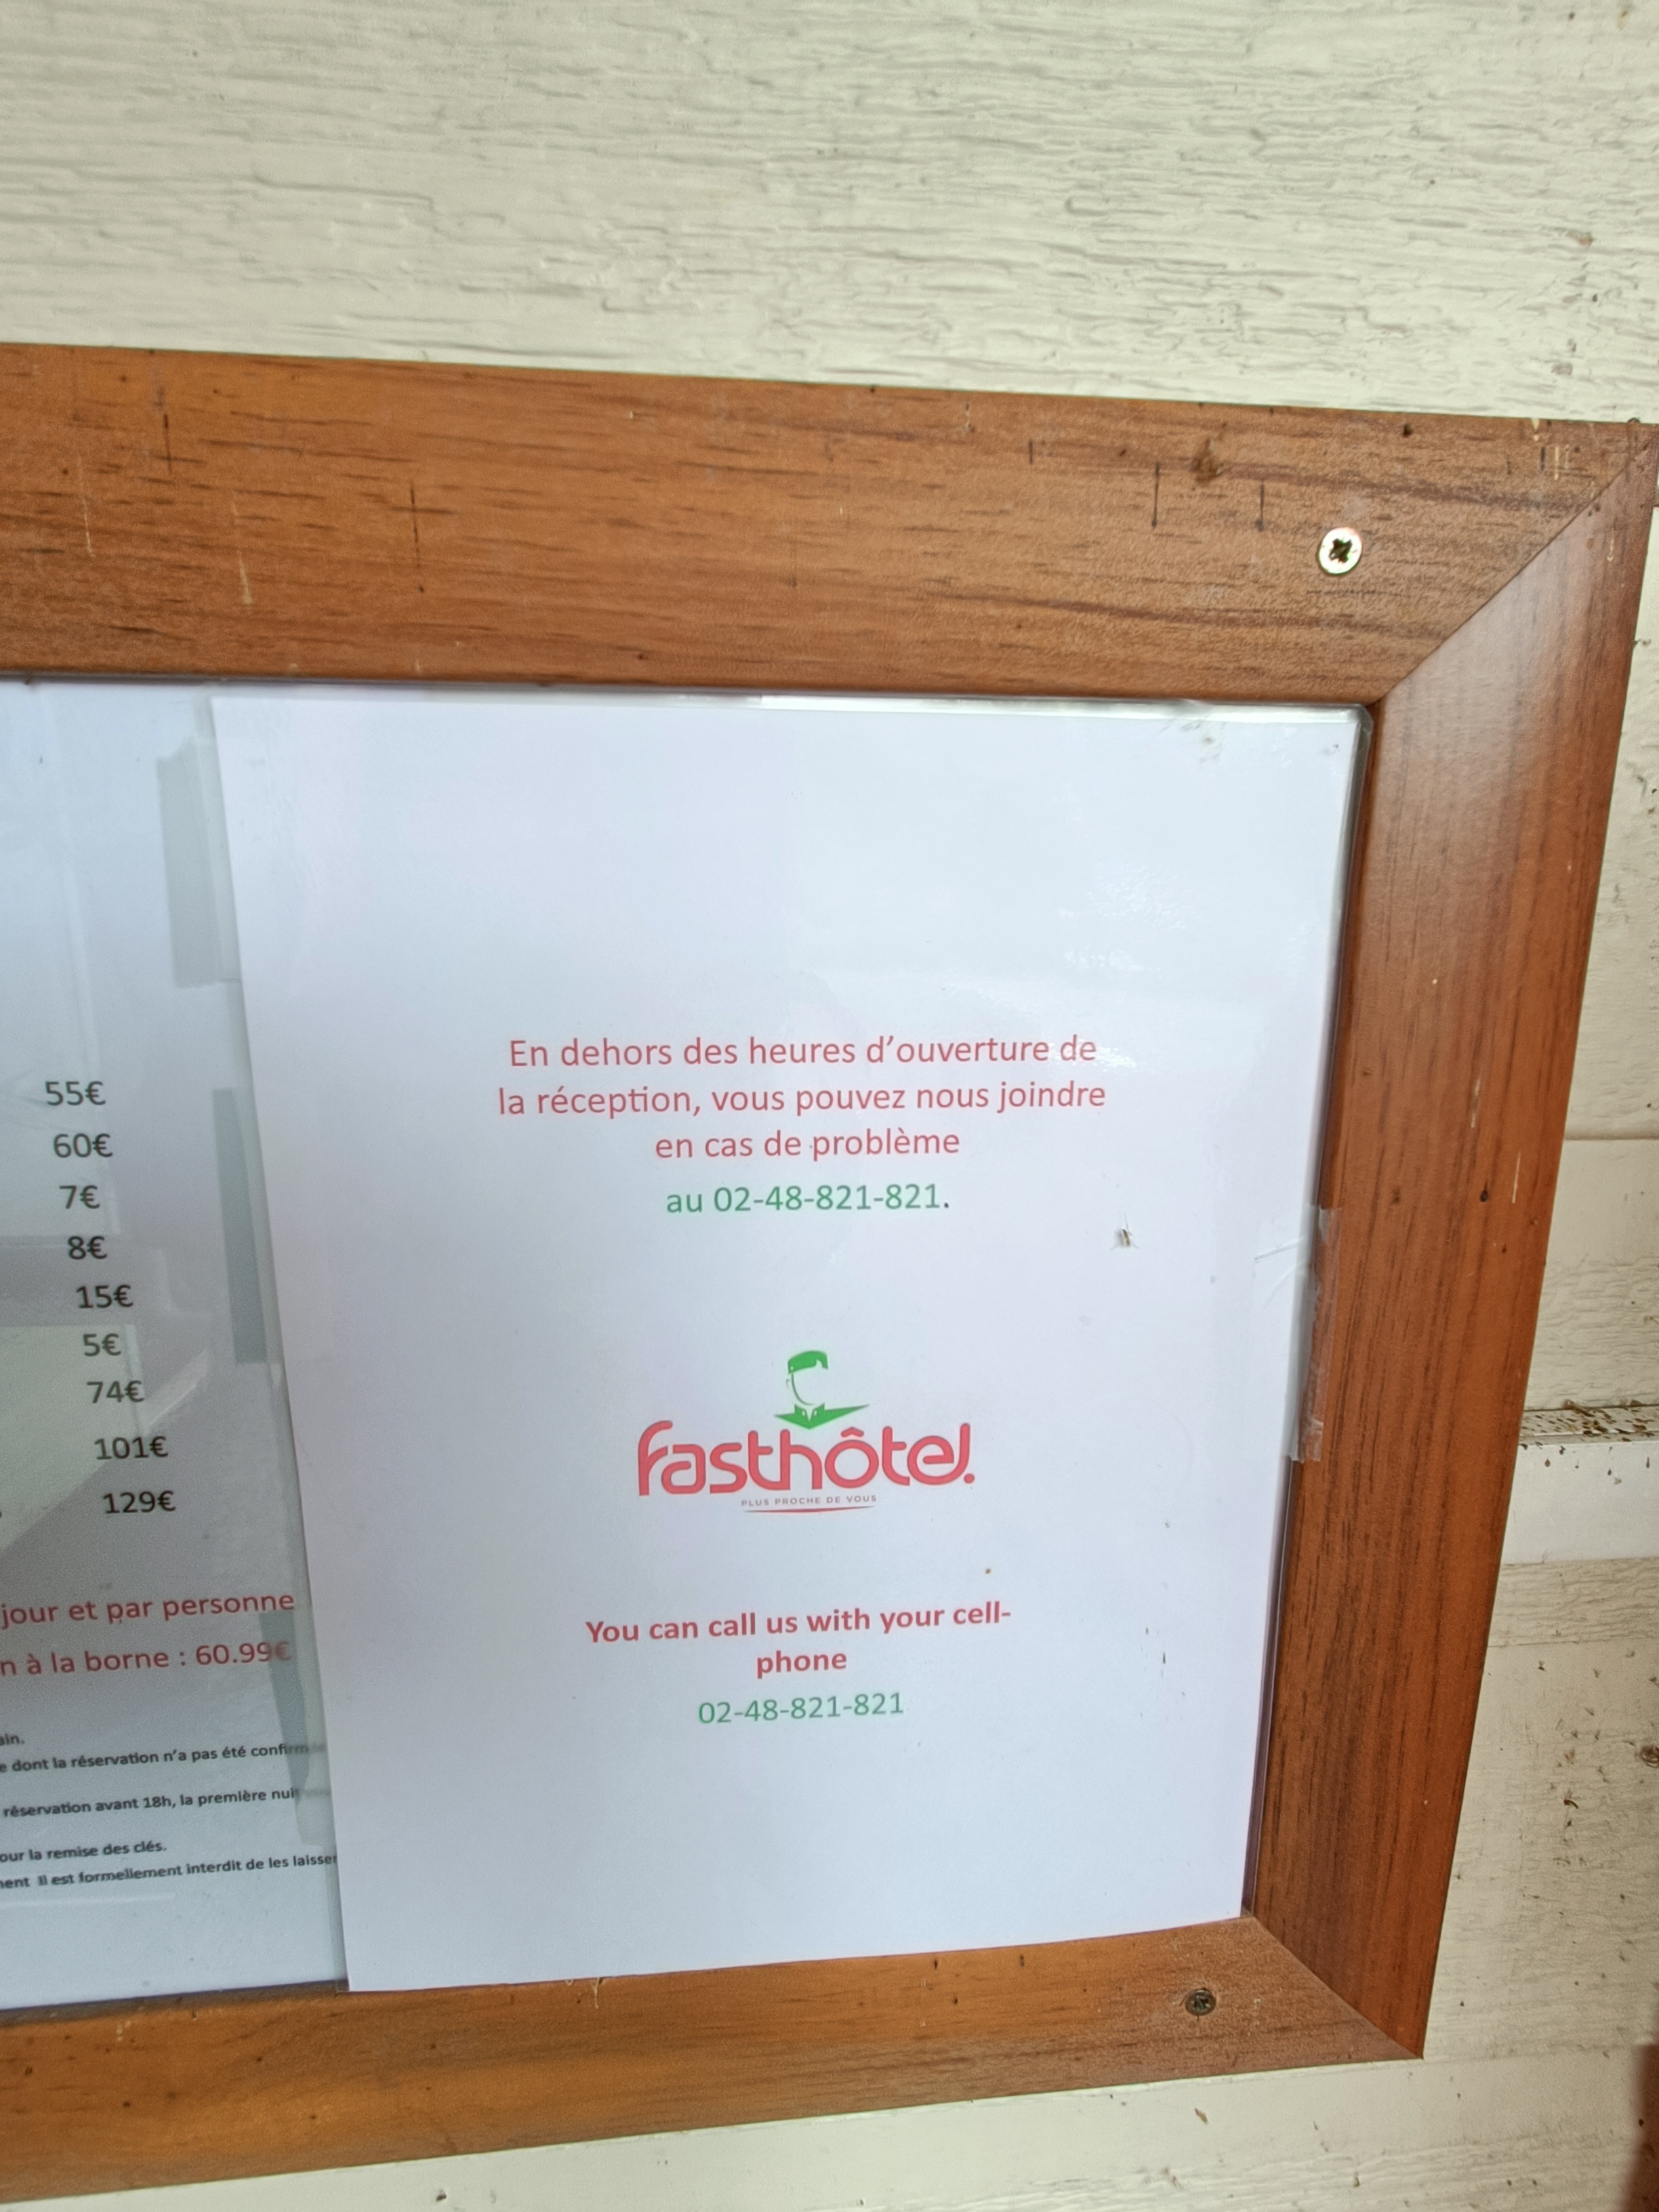 55€
60€
7€
8€
15€
5€
74€
101€
129€
jour et par personne
n à la borne : 60.99€
ain.
e dont la réservation n'a pas été confirmée
réservation avant 18h, la première nuit
our la remise des clés.
ment Il est formellement interdit de les laisser
En dehors des heures d'ouverture de
la réception, vous pouvez nous joindre
en cas de problème
au 02-48-821-821.
fasthôtel.
PLUS PROCHE DE VOUS
You can call us with your cell-
phone
02-48-821-821